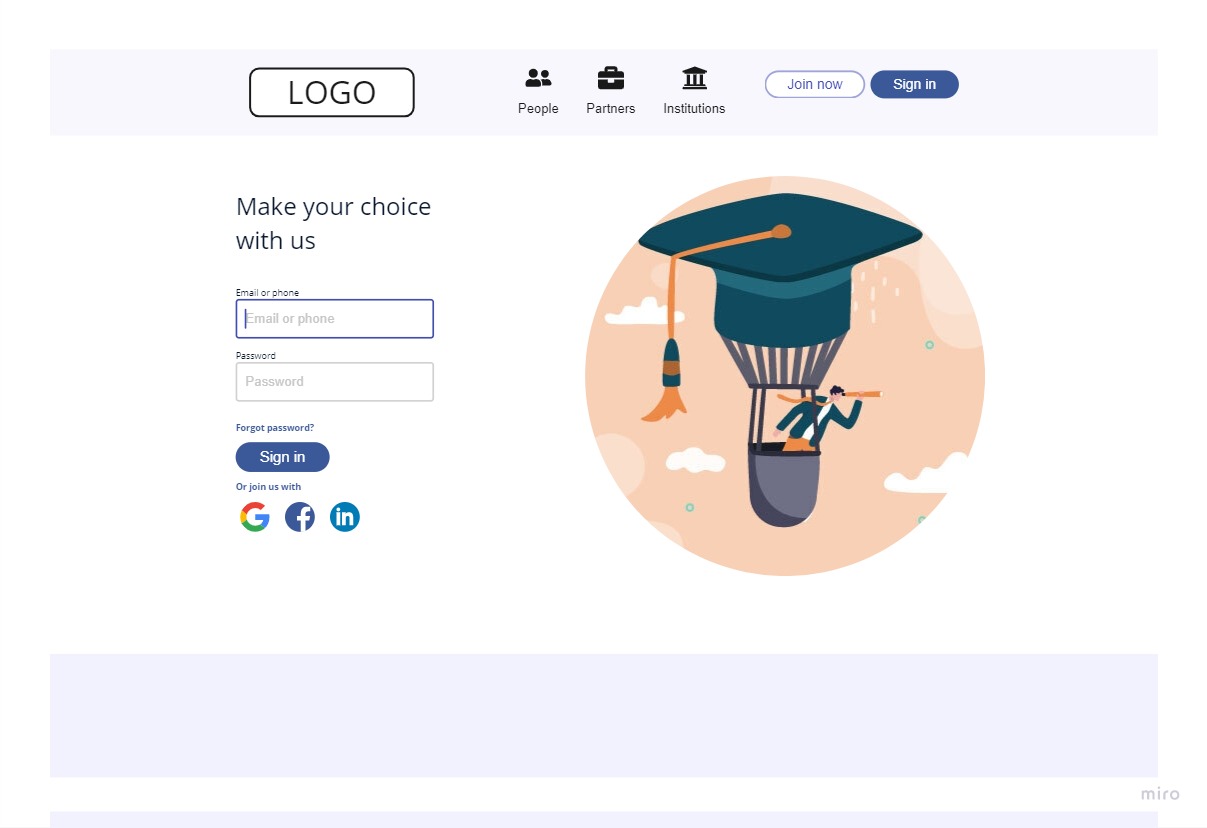 LOGO
People
Partners
Institutions
Join now
Sign in
Make your choice
with us
Email or phone
Email or phone
Password
Password
Forgot password?
Sign in
Or join us with
in
miro